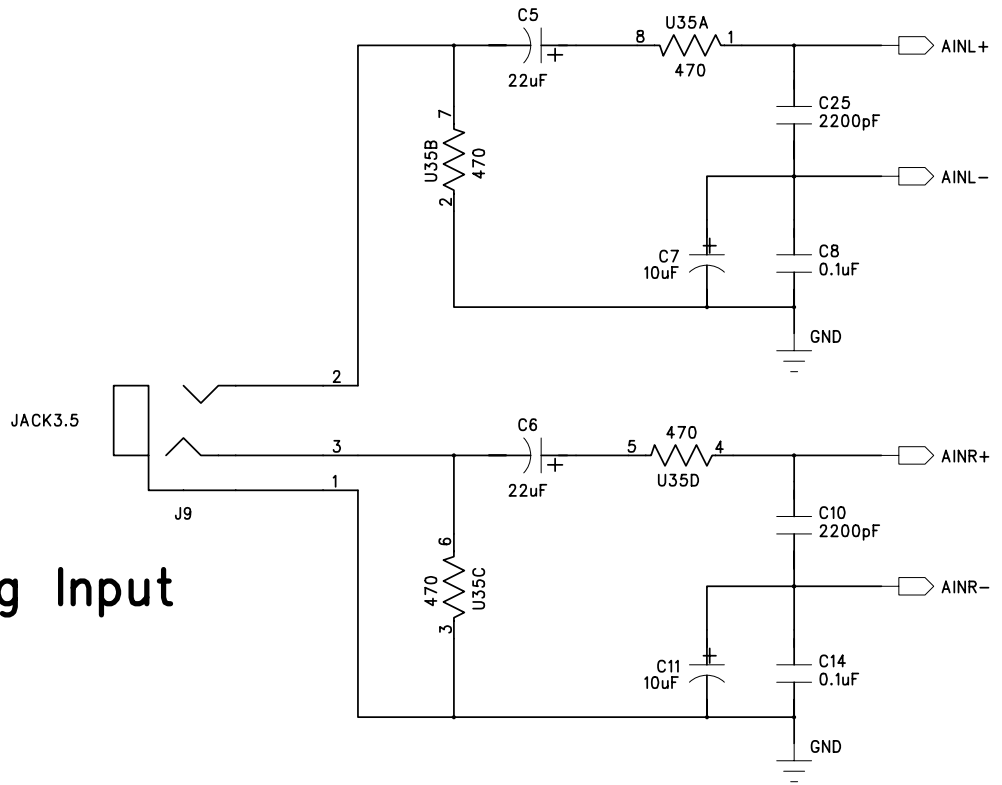 C5
22uF
U35A
8
1
470
AINL+
7
U35B
470
2
C25
2200pF
AINL-
C7
10uF
C8
0.1uF
GND
JACK3.5
2
3
1
J9
C6
22uF
470
5
4
U35D
AINR+
6
470
U35C
3
C10
2200pF
AINR-
C11
10uF
C14
0.1uF
GND
g Input